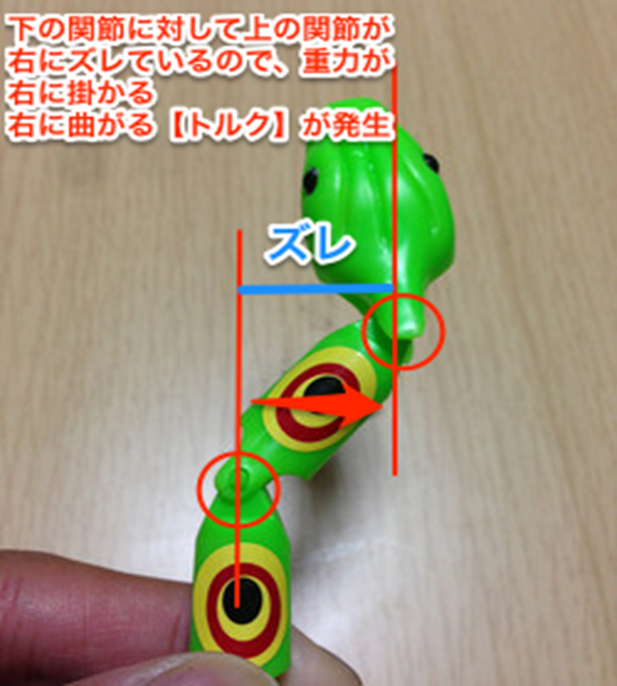 下の関節に対して上の関節が
右にズレているので、重力が
右に掛かる
右に曲がる【トルク】が発生
ズレ